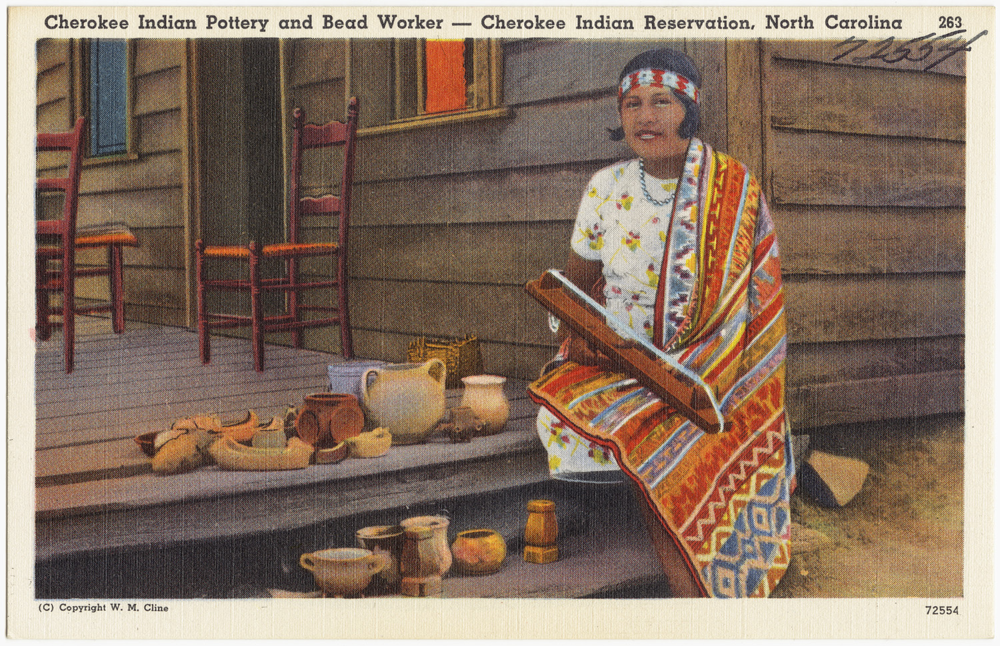 Cherokee Indian Pottery and Bead Worker — Cherokee Indian Reservation, North Carolina 263
72554
(C) Copyright W. M. Cline
72554